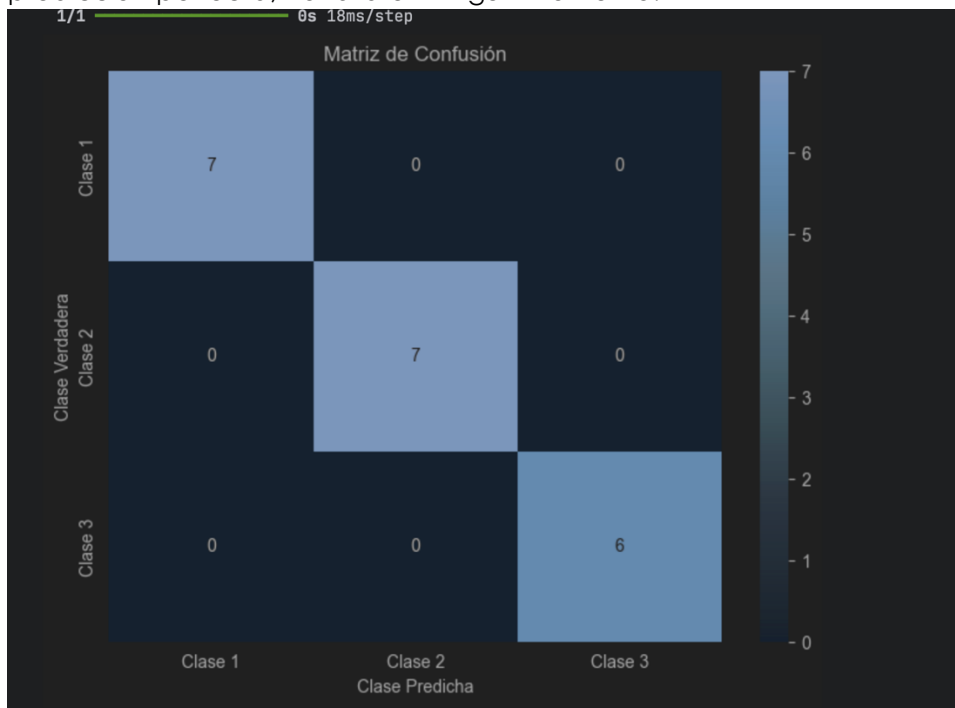 1/1 0s 18ms/step
Matriz de Confusión
7
Clase 1
7 0 0
6
5
Clase Verdadera
Clase 2
0 7 0
4
3
2
Clase 3
0 0 6
1
0
Clase 1 Clase 2 Clase 3
Clase Predicha